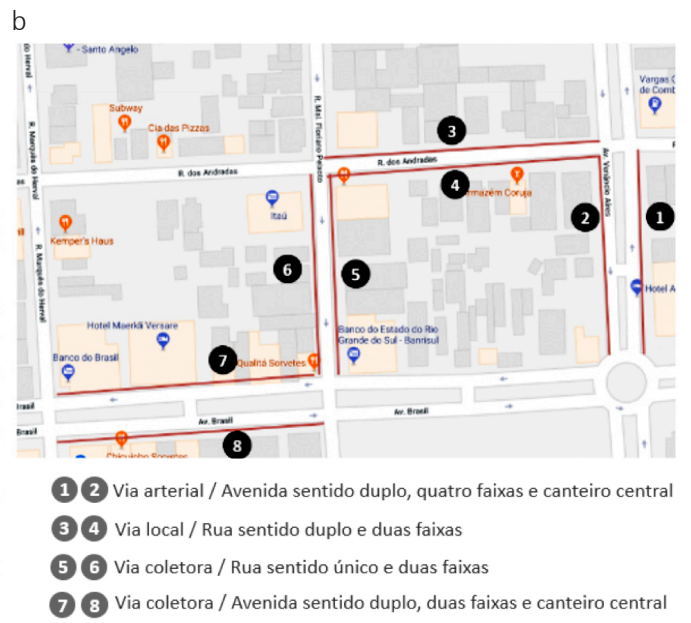 b
do Herval
- Santo Angelo
Vargas C
de Comb
Subway
Cia das Pizzas
R. Mal. Floriano Peixoto
R. Marquês do Herval
3
R. dos Andradas
R. dos Andradas
Av. Venâncio Aires
4
rmazém Coruja
Itaú
2
1
Kemper's Haus
R. Marquês do Herval
6
5
Hotel A
Hotel Maerkli Versare
Banco do Estado do Rio
Grande do Sul - Banrisul
Banco do Brasil
7
Qualitá Sorvetes
Brasil
Av. Brasil
Av. Brasil
Brasil
8
Chiquinho Sorvetes
1 2 Via arterial / Avenida sentido duplo, quatro faixas e canteiro central
3 4 Via local / Rua sentido duplo e duas faixas
5 6 Via coletora / Rua sentido único e duas faixas
7 8 Via coletora / Avenida sentido duplo, duas faixas e canteiro central